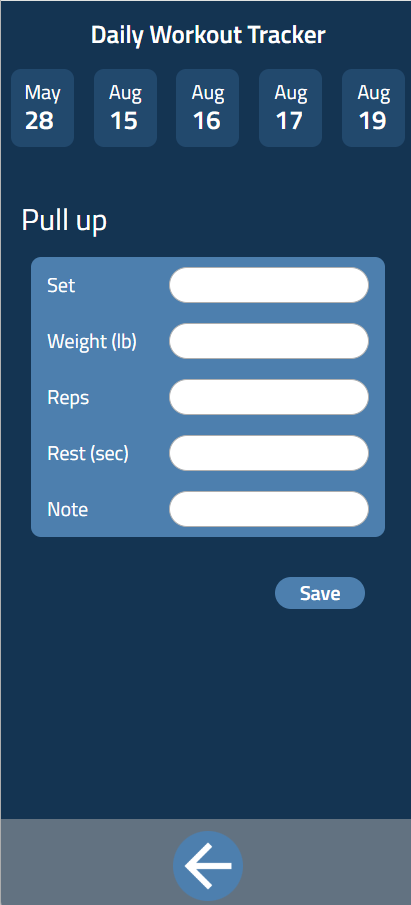 Daily Workout Tracker
May Aug Aug Aug Aug
28 15 16 17 19
Pull up
Set
Weight (lb)
Reps
Rest (sec)
Note
Save